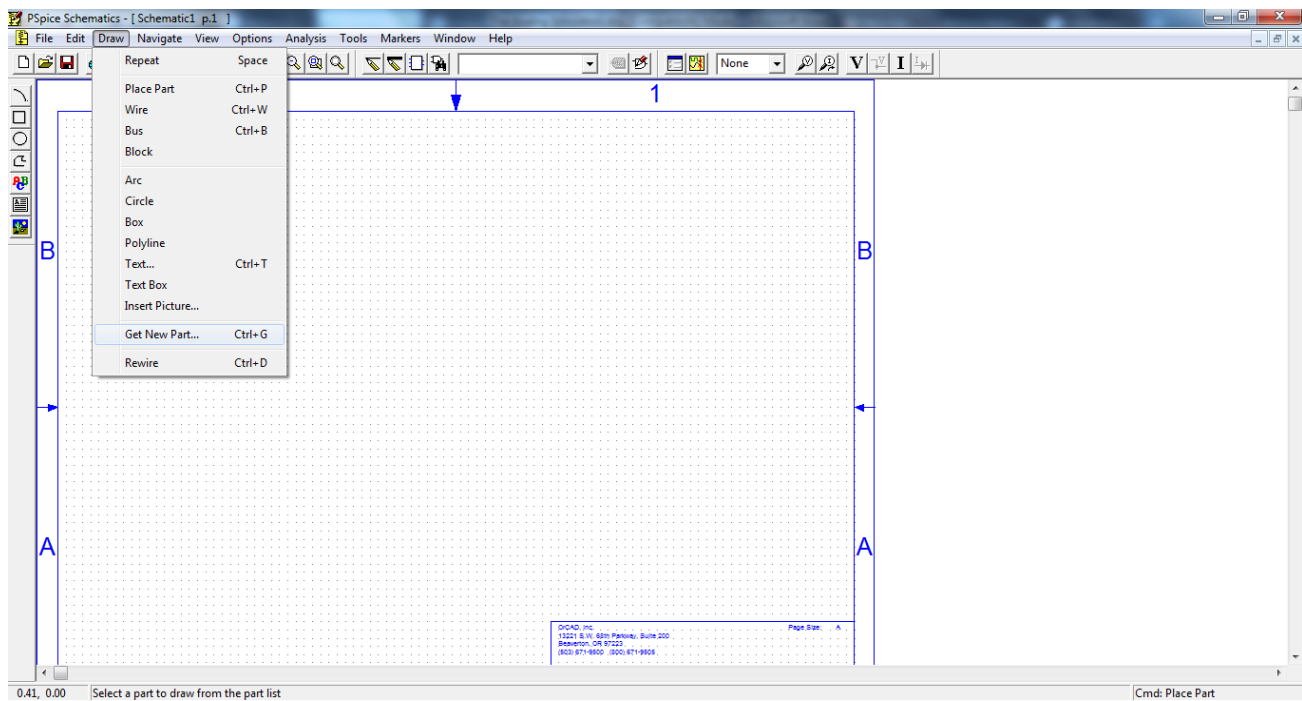 PSpice Schematics - [ Schematic1 p.1 ]
File Edit Draw Navigate View Options Analysis Tools Markers Window Help
None V V I I
Repeat Space
Place Part Ctrl+P
Wire Ctrl+W
Bus Ctrl+B
Block
Arc
Circle
Box
Polyline
Text... Ctrl+T
Text Box
Insert Picture...
Get New Part... Ctrl+G
Rewire Ctrl+D
1
B B
A A
OrCAD, Inc. Page Size: A
13221 S.W. 68th Parkway, Suite 200
Beaverton, OR 97223
(503) 671-9500 (800) 671-9505
0.41, 0.00 Select a part to draw from the part list Cmd: Place Part